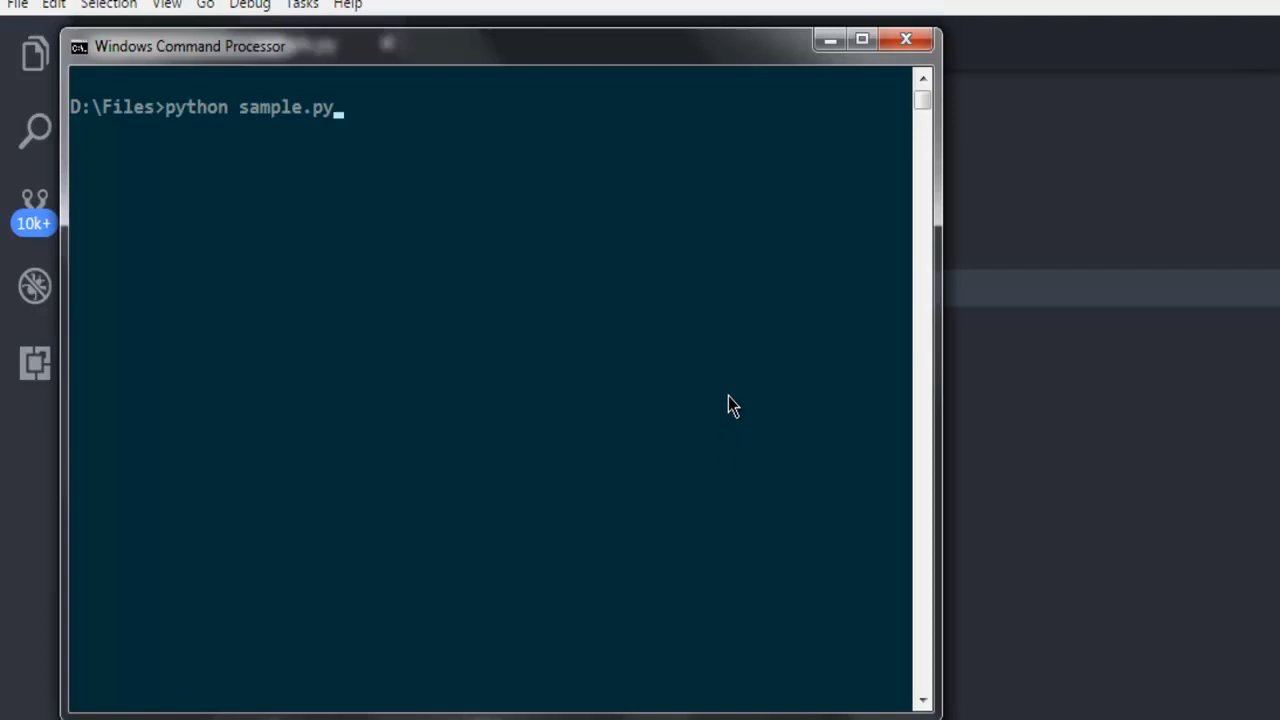 File Edit Selection View Go Debug Tasks Help
Windows Command Processor
D:\Files>python sample.py
10k+